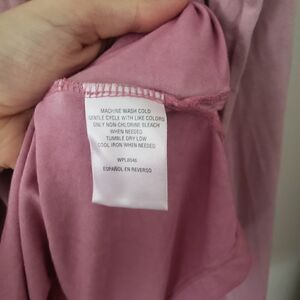 MACHINE WASH COLD
GENTLE CYCLE WITH LIKE COLORS
ONLY NON-CHLORINE BLEACH
WHEN NEEDED
TUMBLE DRY LOW
COOL IRON WHEN NEEDED
WPL8046
ESPAÑOL EN REVERSO